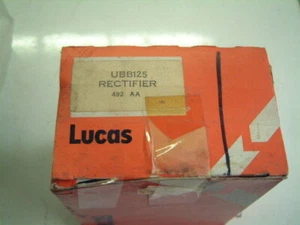 UBB125
RECTIFIER
492 AA
Lucas